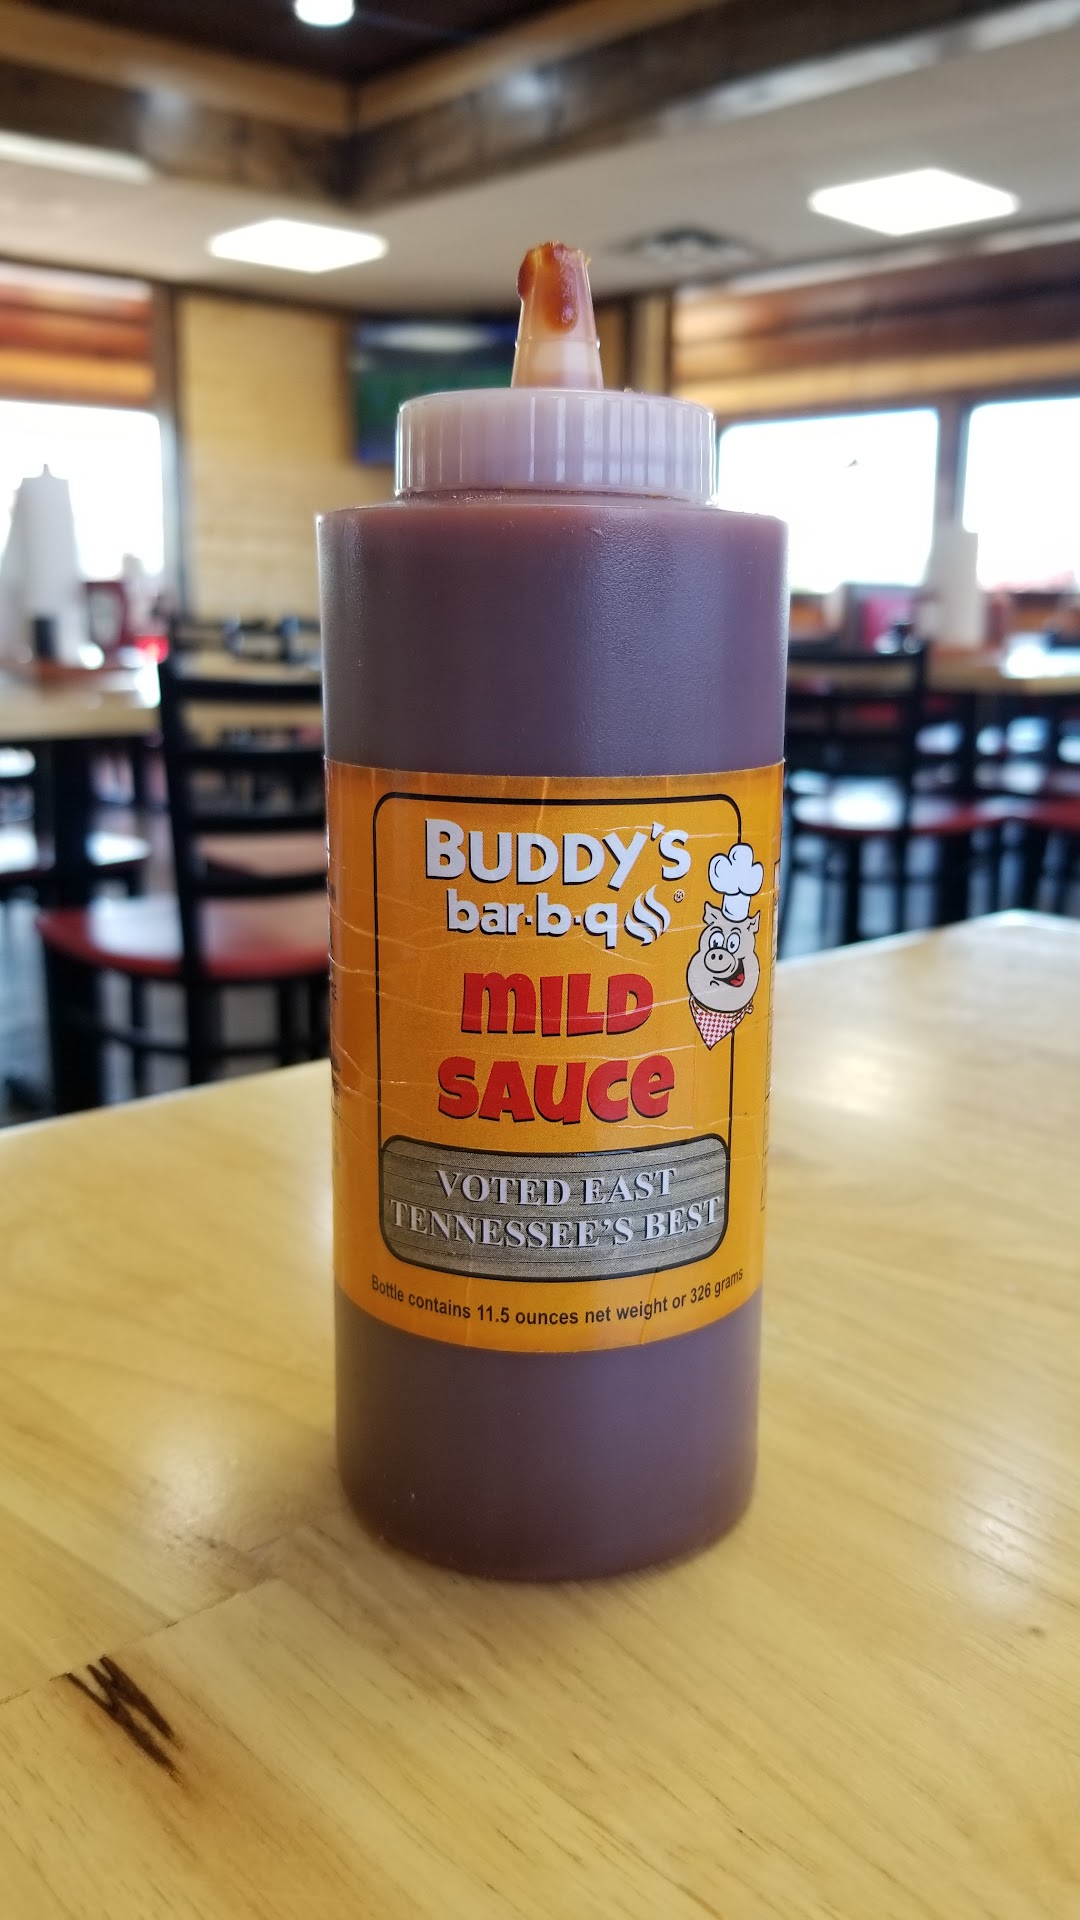 BUDDY'S
bar·b·q ®
MILD
SAUCE
VOTED EAST
TENNESSEE'S BEST
Bottle contains 11.5 ounces net weight or 326 grams